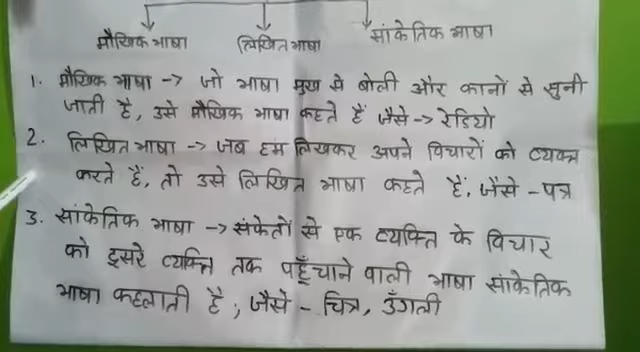 मौखिक भाषा लिखित भाषा सांकेतिक भाषा
1. मौखिक भाषा -> जो भाषा मुख से बोली और कानों से सुनी
जाती है, उसे मौखिक भाषा कहते हैं जैसे -> रेडियो
2. लिखित भाषा -> जब हम लिखकर अपने विचारों को व्यक्त
करते हैं, तो उसे लिखित भाषा कहते हैं, जैसे - पत्र
3. सांकेतिक भाषा -> संकेतों से एक व्यक्ति के विचार
को दूसरे व्यक्ति तक पहुँचाने वाली भाषा सांकेतिक
भाषा कहलाती है, जैसे - चित्र, उँगली